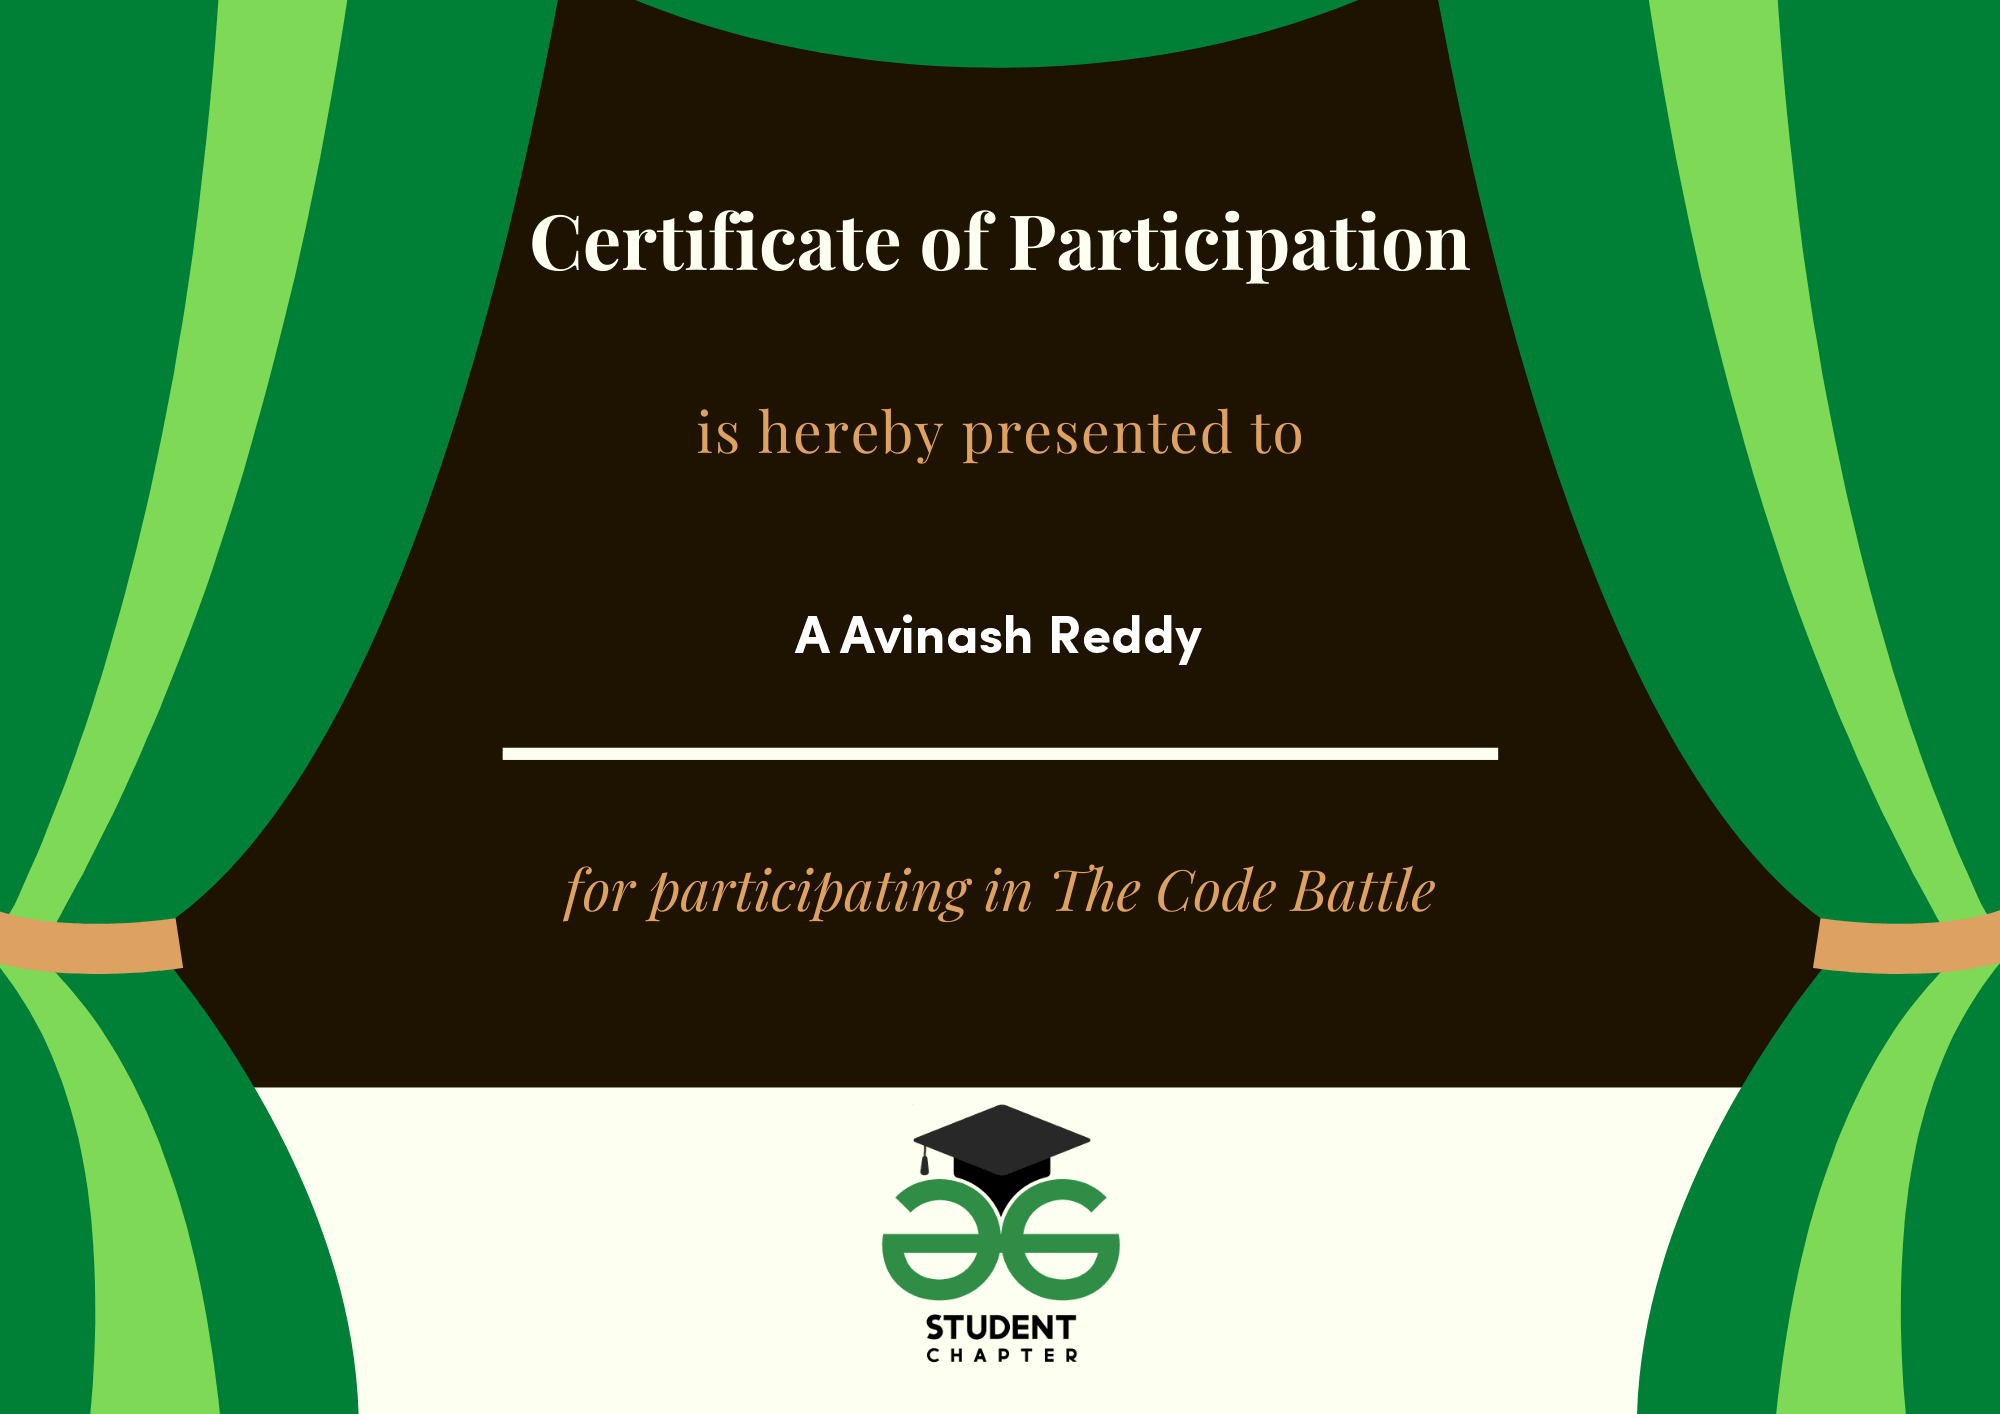 Certificate of Participation
is hereby presented to
A Avinash Reddy
for participating in The Code Battle
STUDENT
CHAPTER